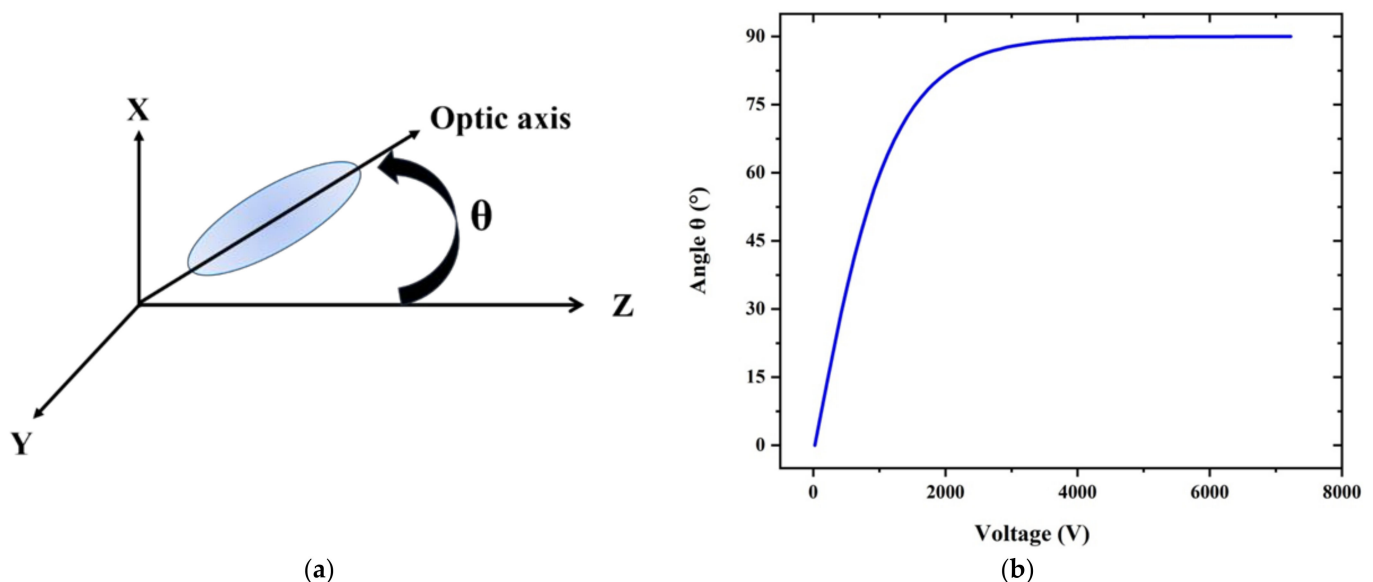 X
Optic axis
θ
Z
Y
(a)
Angle θ (°)
90
75
60
45
30
15
0
0 2000 4000 6000 8000
Voltage (V)
(b)